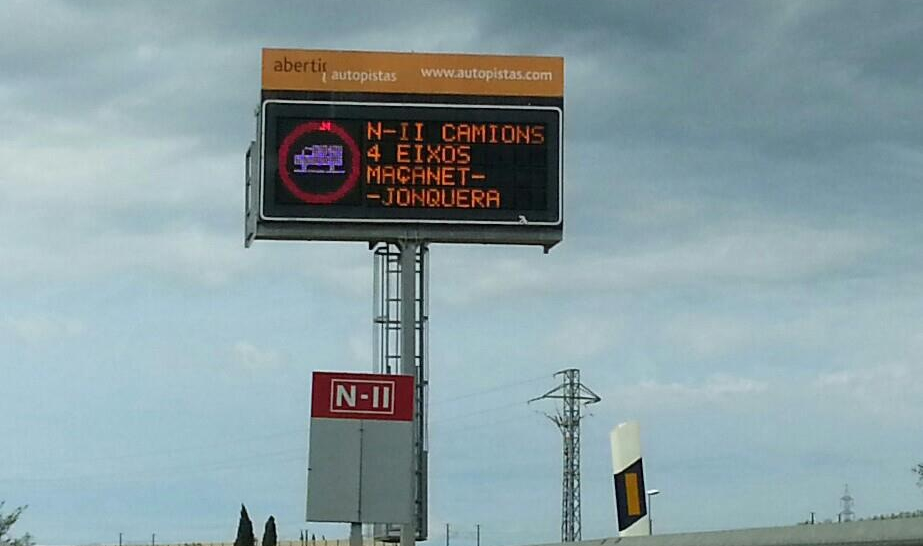 abertis autopistas www.autopistas.com
N-II CAMIONS
4 EIXOS
MAÇANET-
-JONQUERA
N-II